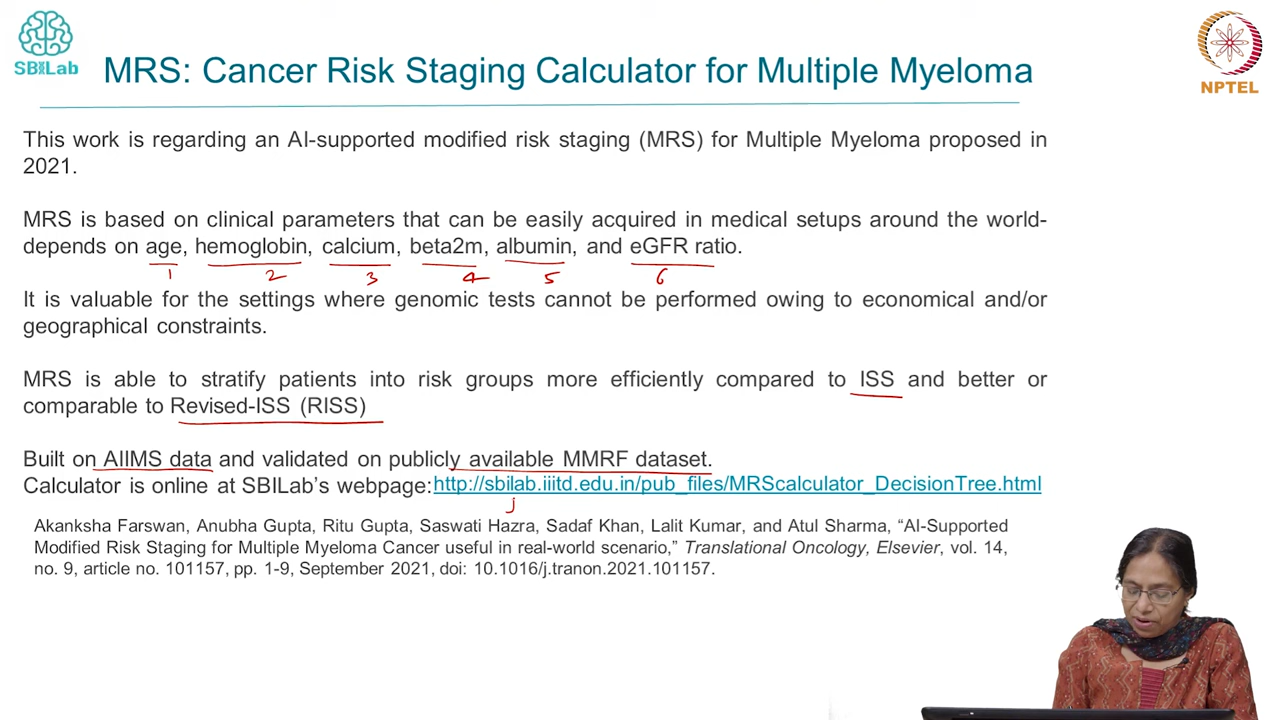 SBILab
MRS: Cancer Risk Staging Calculator for Multiple Myeloma
NPTEL
This work is regarding an AI-supported modified risk staging (MRS) for Multiple Myeloma proposed in
2021.
MRS is based on clinical parameters that can be easily acquired in medical setups around the world-
depends on age, hemoglobin, calcium, beta2m, albumin, and eGFR ratio.
1 2 3 4 5 6
It is valuable for the settings where genomic tests cannot be performed owing to economical and/or
geographical constraints.
MRS is able to stratify patients into risk groups more efficiently compared to ISS and better or
comparable to Revised-ISS (RISS)
Built on AIIMS data and validated on publicly available MMRF dataset.
Calculator is online at SBILab's webpage:http://sbilab.iiitd.edu.in/pub_files/MRScalculator_DecisionTree.html
Akanksha Farswan, Anubha Gupta, Ritu Gupta, Saswati Hazra, Sadaf Khan, Lalit Kumar, and Atul Sharma, "AI-Supported
Modified Risk Staging for Multiple Myeloma Cancer useful in real-world scenario," Translational Oncology, Elsevier, vol. 14,
no. 9, article no. 101157, pp. 1-9, September 2021, doi: 10.1016/j.tranon.2021.101157.